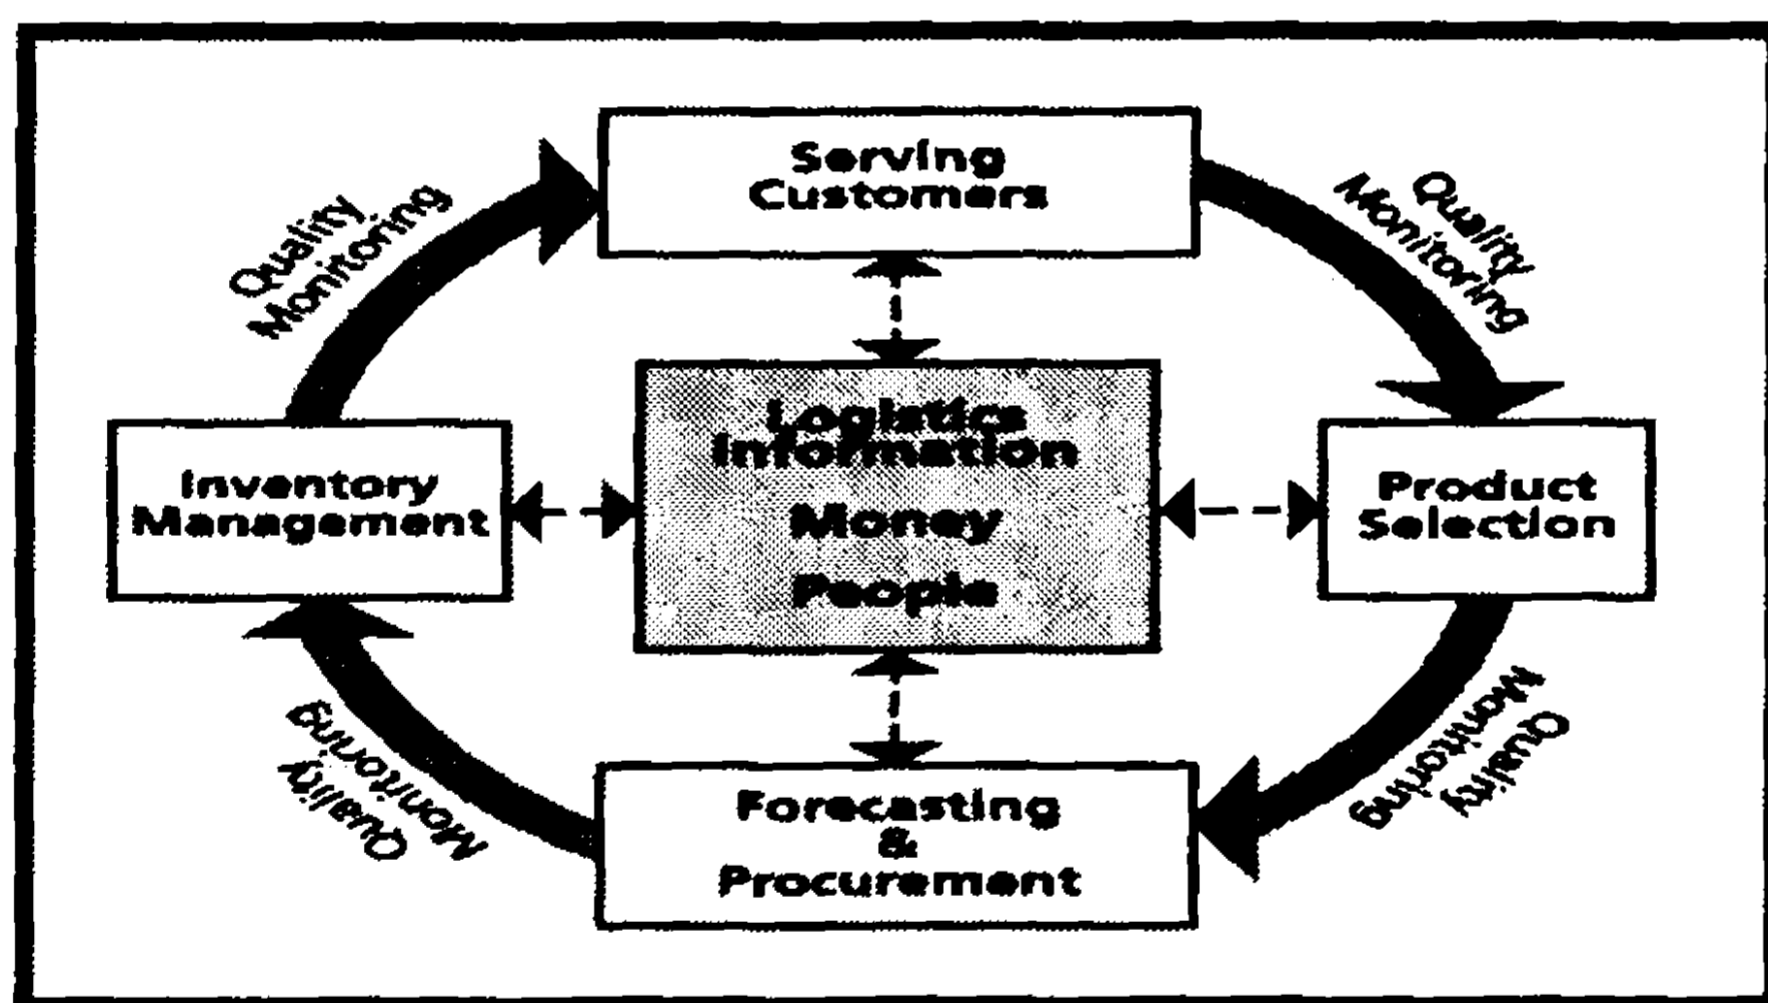 Serving
Customers
Quality
Monitoring
Quality
Monitoring
Logistics
Information
Money
People
Inventory
Management
Product
Selection
Quality
Monitoring
Quality
Monitoring
Forecasting
&
Procurement